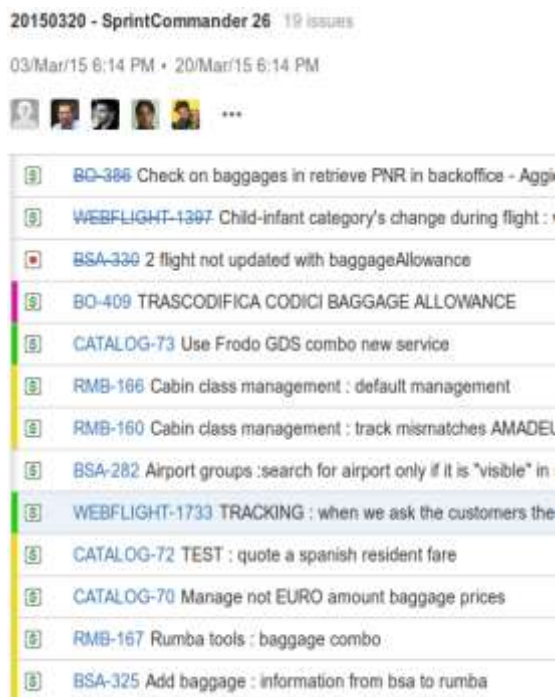 20150320 - SprintCommander 26 19 issues
03/Mar/15 6:14 PM • 20/Mar/15 6:14 PM
•••
BO-386 Check on baggages in retrieve PNR in backoffice - Aggi
WEBFLIGHT-1397 Child-infant category's change during flight :
BSA-330 2 flight not updated with baggageAllowance
BO-409 TRASCODIFICA CODICI BAGGAGE ALLOWANCE
CATALOG-73 Use Frodo GDS combo new service
RMB-166 Cabin class management : default management
RMB-160 Cabin class management : track mismatches AMADEU
BSA-282 Airport groups :search for airport only if it is "visible" in
WEBFLIGHT-1733 TRACKING : when we ask the customers the
CATALOG-72 TEST : quote a spanish resident fare
CATALOG-70 Manage not EURO amount baggage prices
RMB-167 Rumba tools : baggage combo
BSA-325 Add baggage : information from bsa to rumba